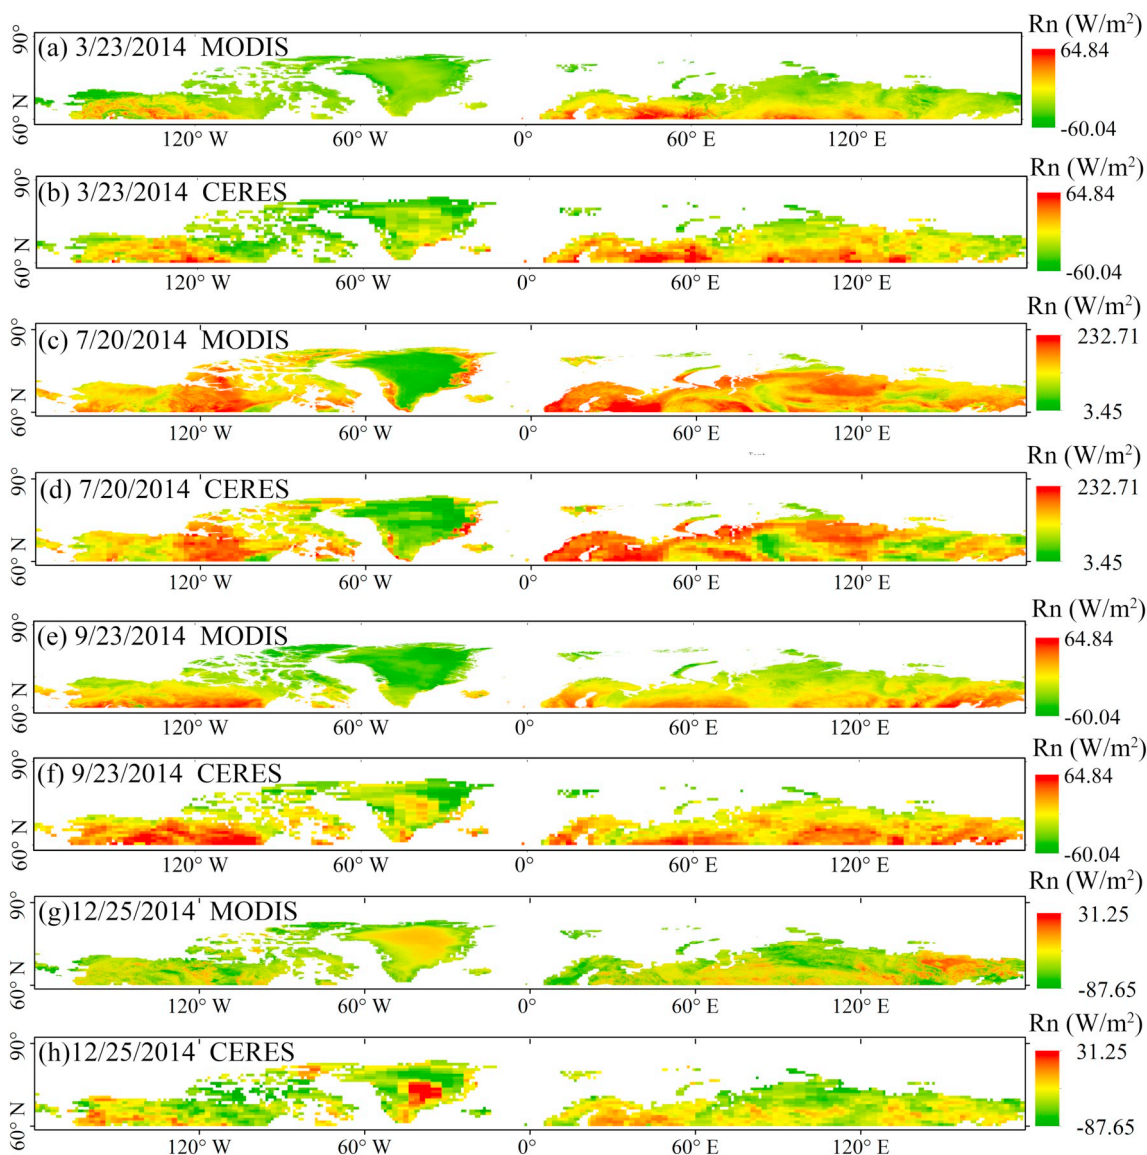 Rn (W/m²)
(a) 3/23/2014 MODIS
90°
60° N
64.84
-60.04
120° W 60° W 0° 60° E 120° E
Rn (W/m²)
(b) 3/23/2014 CERES
90°
60° N
64.84
-60.04
120° W 60° W 0° 60° E 120° E
Rn (W/m²)
(c) 7/20/2014 MODIS
90°
60° N
232.71
3.45
120° W 60° W 0° 60° E 120° E
Rn (W/m²)
(d) 7/20/2014 CERES
90°
60° N
232.71
3.45
120° W 60° W 0° 60° E 120° E
Rn (W/m²)
(e) 9/23/2014 MODIS
90°
60° N
64.84
-60.04
120° W 60° W 0° 60° E 120° E
Rn (W/m²)
(f) 9/23/2014 CERES
90°
60° N
64.84
-60.04
120° W 60° W 0° 60° E 120° E
Rn (W/m²)
(g)12/25/2014 MODIS
90°
60° N
31.25
-87.65
120° W 60° W 0° 60° E 120° E
Rn (W/m²)
(h)12/25/2014 CERES
90°
60° N
31.25
-87.65
120° W 60° W 0° 60° E 120° E